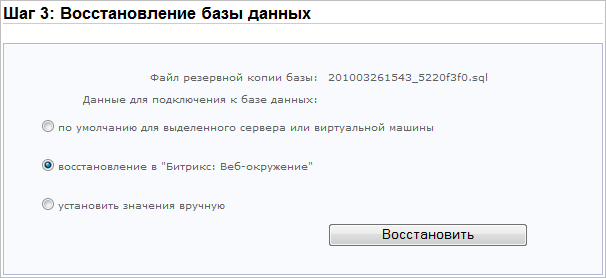 Шаг 3: Восстановление базы данных
Файл резервной копии базы: 201003261543_5220f3f0.sql
Данные для подключения к базе данных:
по умолчанию для выделенного сервера или виртуальной машины
восстановление в "Битрикс: Веб-окружение"
установить значения вручную
Восстановить